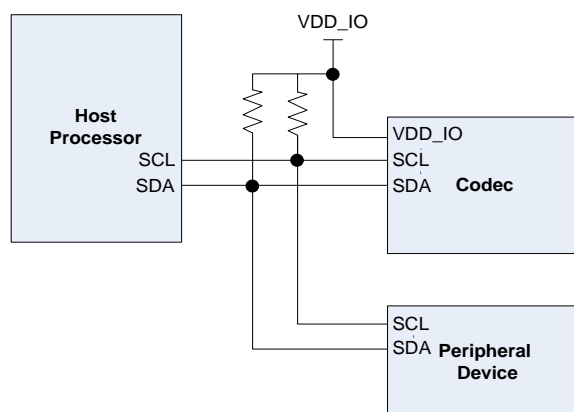 VDD_IO
Host
Processor
SCL
SDA
VDD_IO
SCL
SDA
Codec
SCL
SDA
Peripheral
Device